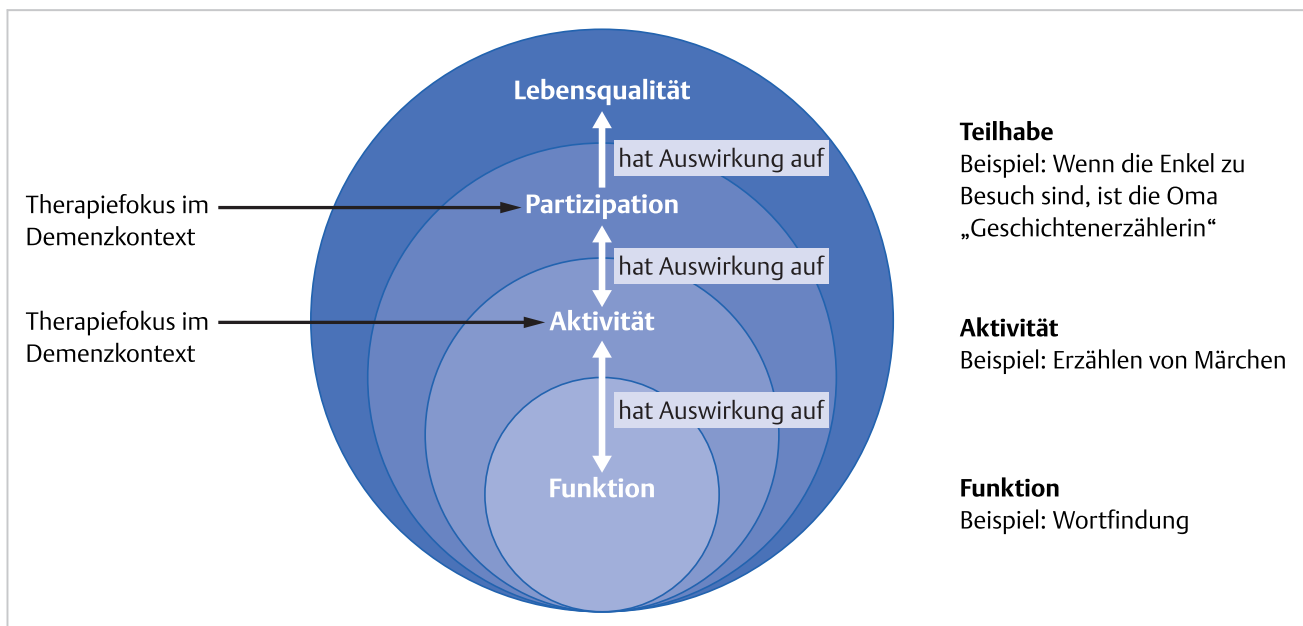 Lebensqualität
hat Auswirkung auf
Partizipation
hat Auswirkung auf
Aktivität
hat Auswirkung auf
Funktion
Therapiefokus im
Demenzkontext
Therapiefokus im
Demenzkontext
Teilhabe
Beispiel: Wenn die Enkel zu
Besuch sind, ist die Oma
„Geschichtenerzählerin“
Aktivität
Beispiel: Erzählen von Märchen
Funktion
Beispiel: Wortfindung